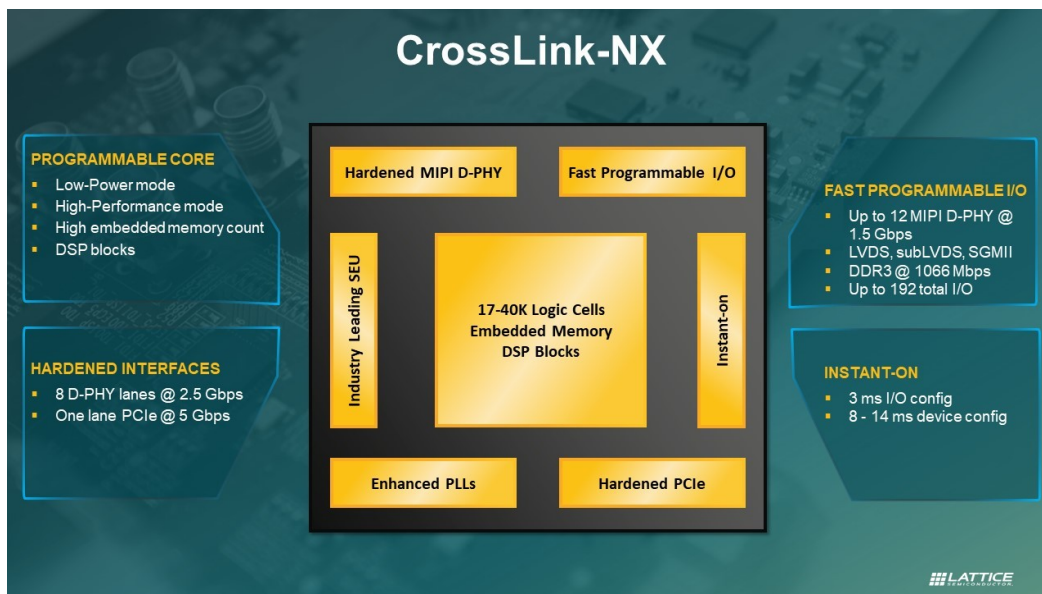 CrossLink-NX
PROGRAMMABLE CORE
Low-Power mode
High-Performance mode
High embedded memory count
DSP blocks
HARDENED INTERFACES
8 D-PHY lanes @ 2.5 Gbps
One lane PCIe @ 5 Gbps
Hardened MIPI D-PHY
Fast Programmable I/O
Industry Leading SEU
17-40K Logic Cells
Embedded Memory
DSP Blocks
Instant-on
Enhanced PLLs
Hardened PCIe
FAST PROGRAMMABLE I/O
Up to 12 MIPI D-PHY @
1.5 Gbps
LVDS, subLVDS, SGMII
DDR3 @ 1066 Mbps
Up to 192 total I/O
INSTANT-ON
3 ms I/O config
8 - 14 ms device config
LATTICE
SEMICONDUCTOR